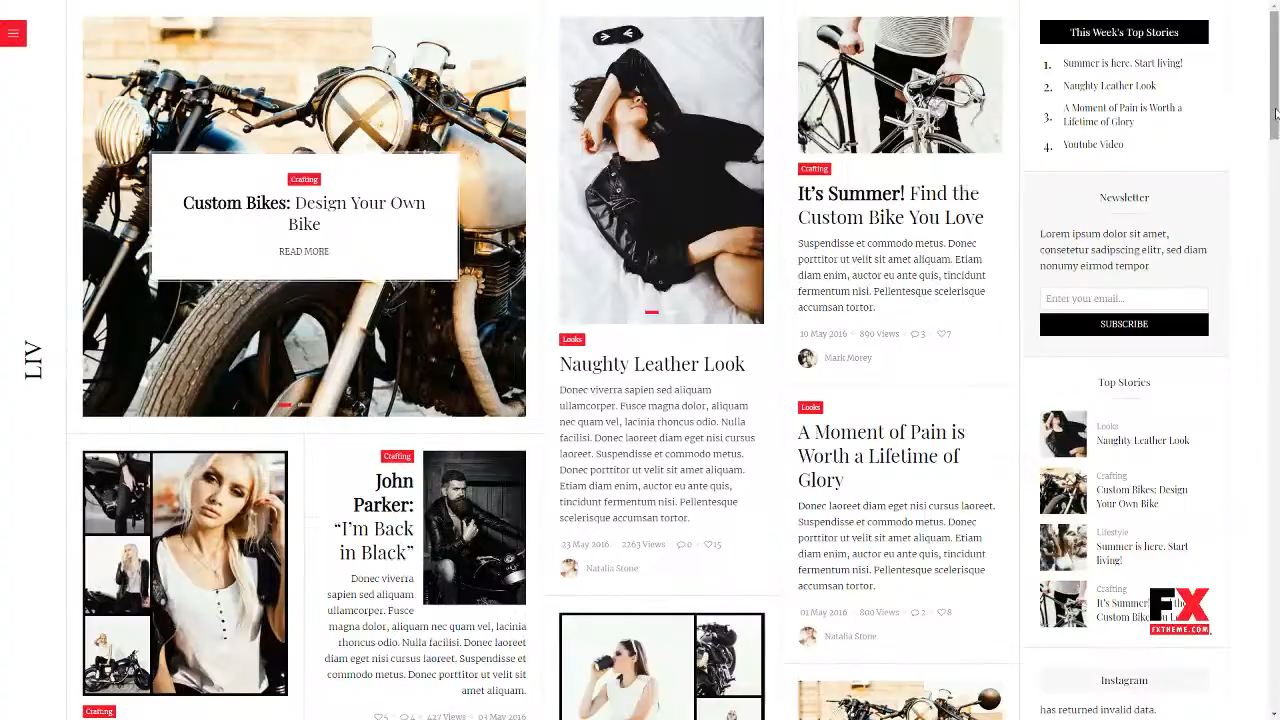 LIV
Crafting
Custom Bikes: Design Your Own
Bike
READ MORE
Crafting
John
Parker:
“I’m Back
in Black”
Donec viverra
sapien sed aliquam
ullamcorper. Fusce
magna dolor, aliquam nec quam vel, lacinia
rhoncus odio. Nulla facilisi. Donec laoreet
diam eget nisi cursus laoreet. Suspendisse et
commodo metus. Donec porttitor ut velit sit
amet aliquam.
5 4 427 Views 03 May 2016
Crafting
Looks
Naughty Leather Look
Donec viverra sapien sed aliquam
ullamcorper. Fusce magna dolor, aliquam
nec quam vel, lacinia rhoncus odio. Nulla
facilisi. Donec laoreet diam eget nisi cursus
laoreet. Suspendisse et commodo metus.
Donec porttitor ut velit sit amet aliquam.
Etiam diam enim, auctor eu ante quis,
tincidunt fermentum nisi. Pellentesque
scelerisque accumsan tortor.
23 May 2016 2263 Views 0 15
Natalia Stone
Crafting
It’s Summer! Find the
Custom Bike You Love
Suspendisse et commodo metus. Donec
porttitor ut velit sit amet aliquam. Etiam
diam enim, auctor eu ante quis, tincidunt
fermentum nisi. Pellentesque scelerisque
accumsan tortor.
10 May 2016 890 Views 3 7
Mark Morey
Looks
A Moment of Pain is
Worth a Lifetime of
Glory
Donec laoreet diam eget nisi cursus laoreet.
Suspendisse et commodo metus. Donec
porttitor ut velit sit amet aliquam. Etiam
diam enim, auctor eu ante quis, tincidunt
fermentum nisi. Pellentesque scelerisque
accumsan tortor.
01 May 2016 800 Views 2 8
Natalia Stone
This Week’s Top Stories
1. Summer is here. Start living!
2. Naughty Leather Look
3. A Moment of Pain is Worth a
Lifetime of Glory
4. Youtube Video
Newsletter
Lorem ipsum dolor sit amet,
consetetur sadipscing elitr, sed diam
nonumy eirmod tempor
Enter your email...
SUBSCRIBE
Top Stories
Looks
Naughty Leather Look
Crafting
Custom Bikes: Design
Your Own Bike
Lifestyle
Summer is here. Start
living!
Crafting
It’s Summer! the
Custom
FX
FXTHEME.COM
Instagram
has returned invalid data.